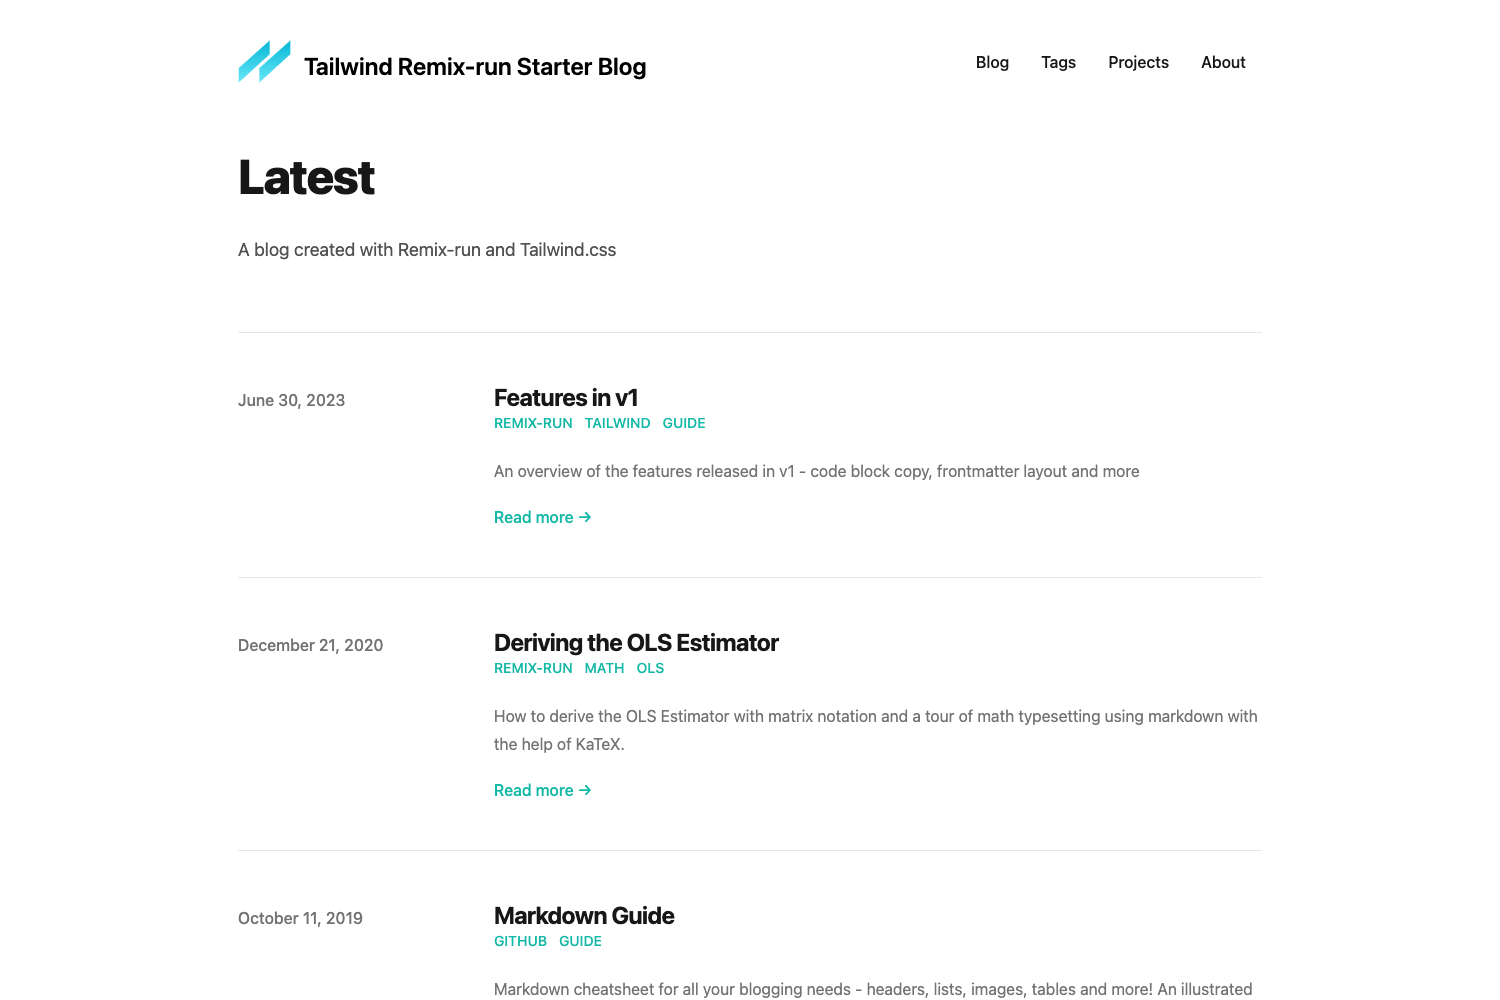 Tailwind Remix-run Starter Blog
Blog Tags Projects About
Latest
A blog created with Remix-run and Tailwind.css
June 30, 2023
Features in v1
REMIX-RUN TAILWIND GUIDE
An overview of the features released in v1 - code block copy, frontmatter layout and more
Read more →
December 21, 2020
Deriving the OLS Estimator
REMIX-RUN MATH OLS
How to derive the OLS Estimator with matrix notation and a tour of math typesetting using markdown with
the help of KaTeX.
Read more →
October 11, 2019
Markdown Guide
GITHUB GUIDE
Markdown cheatsheet for all your blogging needs - headers, lists, images, tables and more! An illustrated